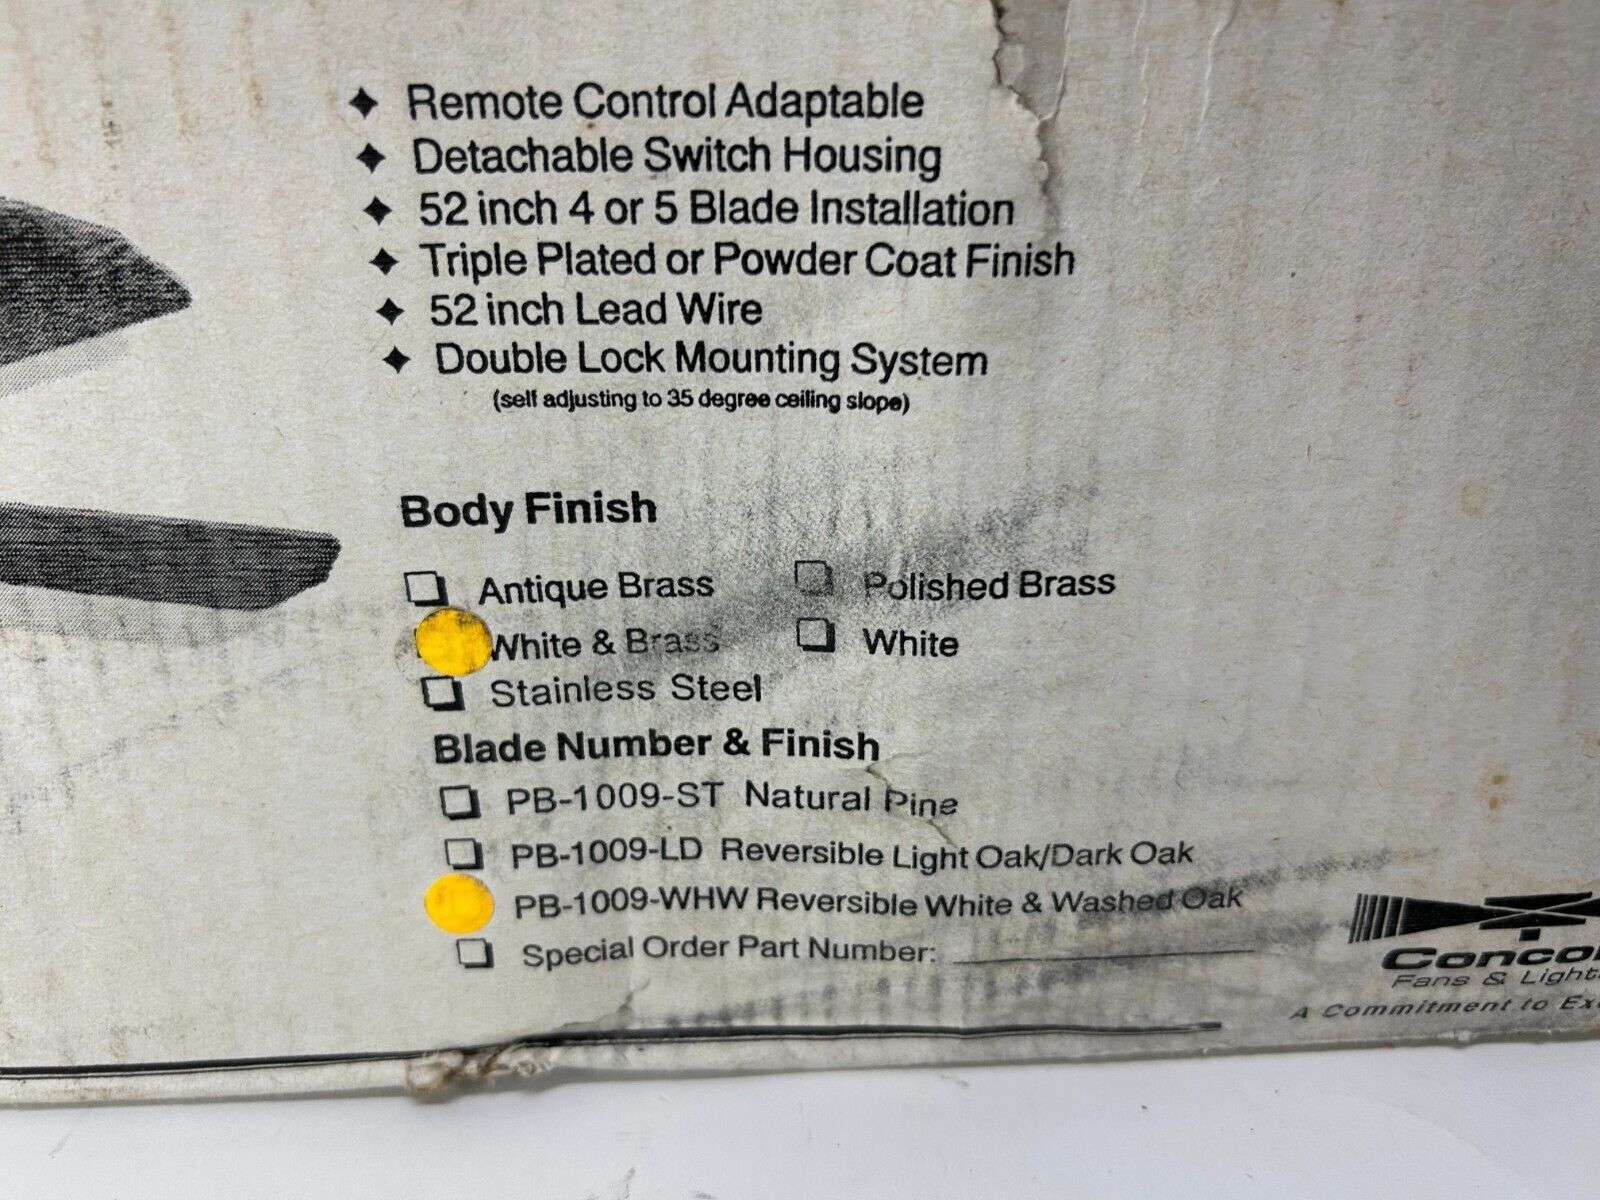 Remote Control Adaptable
Detachable Switch Housing
52 inch 4 or 5 Blade Installation
Triple Plated or Powder Coat Finish
52 inch Lead Wire
Double Lock Mounting System
(self adjusting to 35 degree ceiling slope)
Body Finish
Antique Brass Polished Brass
White & Brass White
Stainless Steel
Blade Number & Finish
PB-1009-ST Natural Pine
PB-1009-LD Reversible Light Oak/Dark Oak
PB-1009-WHW Reversible White & Washed Oak
Special Order Part Number:
Fans &
A Commitment to